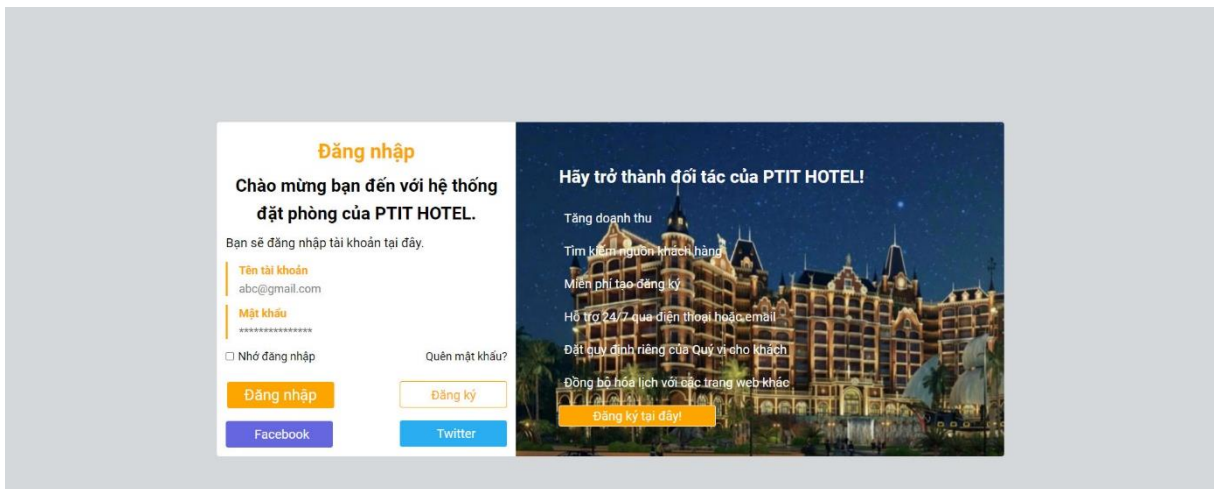 Đăng nhập
Chào mừng bạn đến với hệ thống
đặt phòng của PTIT HOTEL.
Bạn sẽ đăng nhập tài khoản tại đây.
Tên tài khoản
abc@gmail.com
Mật khẩu
***************
Nhớ đăng nhập
Quên mật khẩu?
Đăng nhập
Đăng ký
Facebook
Twitter
Hãy trở thành đối tác của PTIT HOTEL!
Tăng doanh thu
Tìm kiếm nguồn khách hàng
Miễn phí tạo đăng ký
Hỗ trợ 24/7 qua điện thoại hoặc email
Đặt quy định riêng của Quý vị cho khách
Đồng bộ hóa lịch với các trang web khác
Đăng ký tại đây!